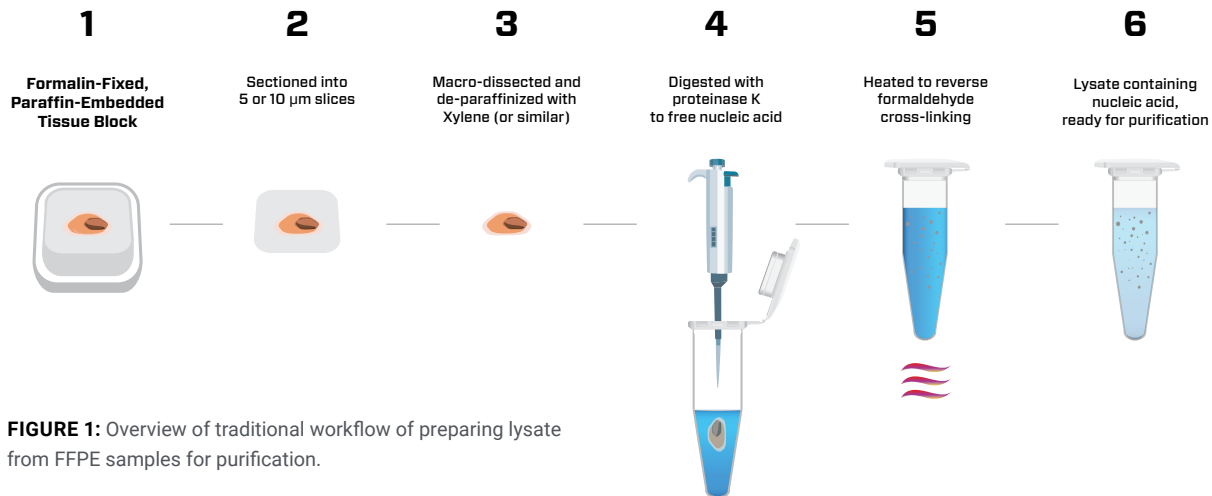 1
Formalin-Fixed,
Paraffin-Embedded
Tissue Block
2
Sectioned into
5 or 10 µm slices
3
Macro-dissected and
de-paraffinized with
Xylene (or similar)
4
Digested with
proteinase K
to free nucleic acid
5
Heated to reverse
formaldehyde
cross-linking
6
Lysate containing
nucleic acid,
ready for purification
FIGURE 1: Overview of traditional workflow of preparing lysate
from FFPE samples for purification.